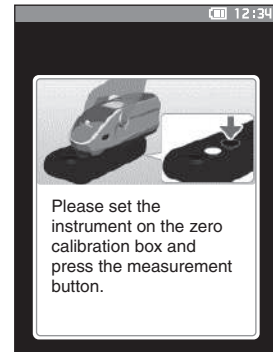 12:34
Please set the
instrument on the zero
calibration box and
press the measurement
button.